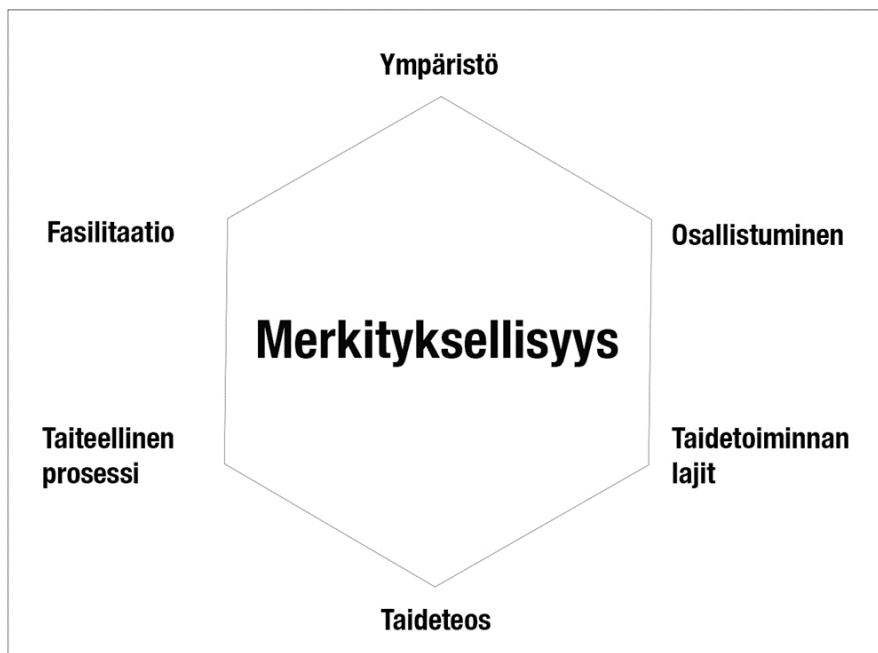 Ympäristö
Fasilitaatio
Osallistuminen
Merkityksellisyys
Taiteellinen
prosessi
Taidetoiminnan
lajit
Taideteos